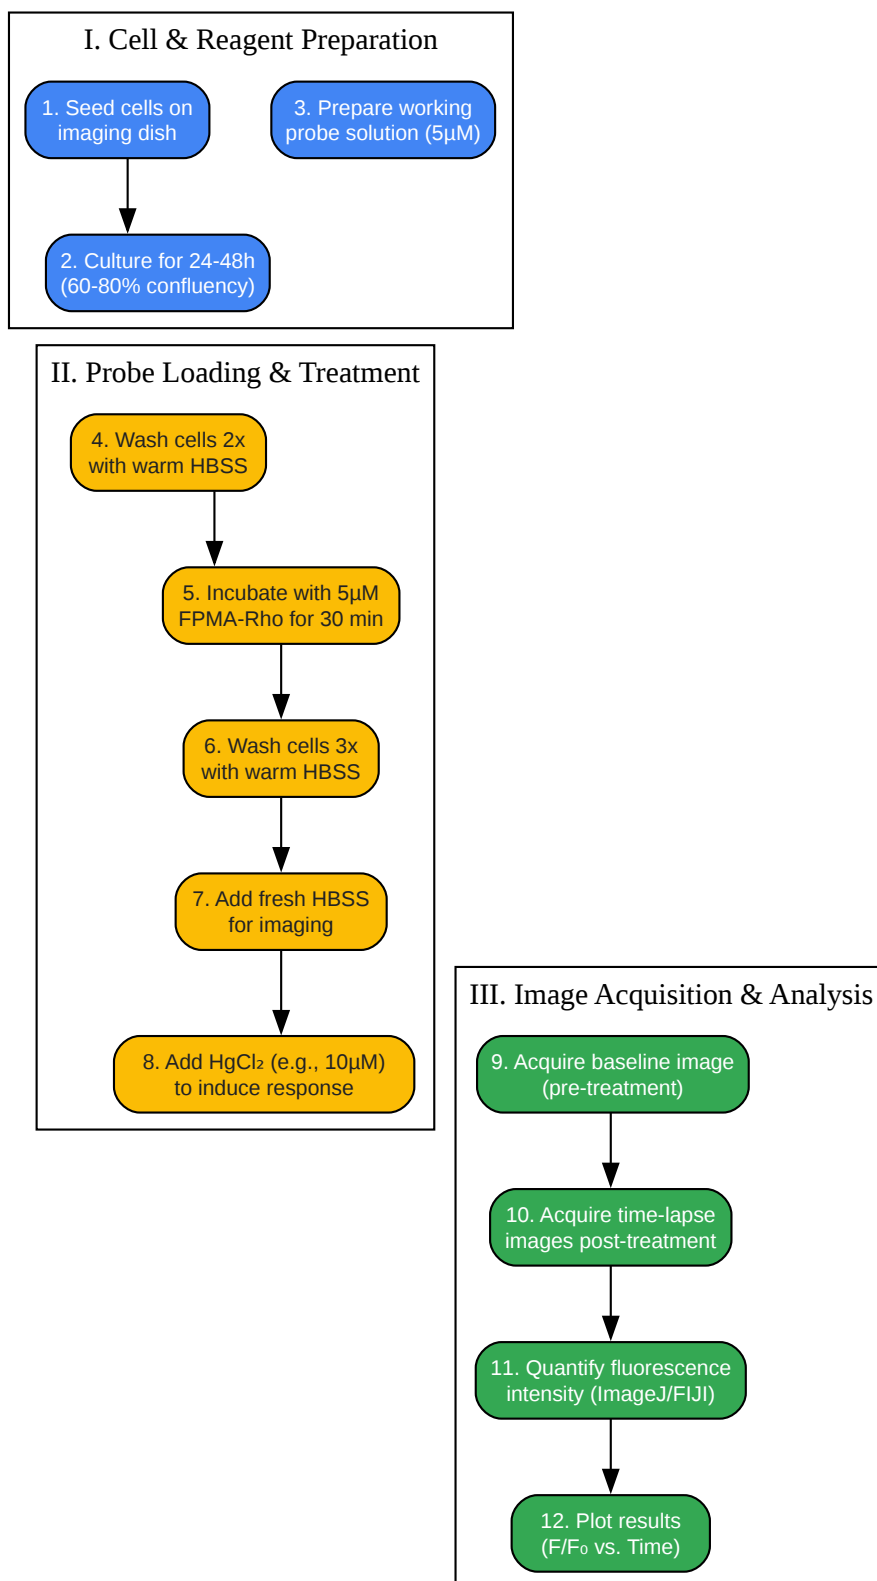 I. Cell & Reagent Preparation
1. Seed cells on
imaging dish
3. Prepare working
probe solution (5µM)
2. Culture for 24-48h
(60-80% confluency)
II. Probe Loading & Treatment
4. Wash cells 2x
with warm HBSS
5. Incubate with 5µM
FPMA-Rho for 30 min
6. Wash cells 3x
with warm HBSS
7. Add fresh HBSS
for imaging
8. Add HgCl₂ (e.g., 10µM)
to induce response
III. Image Acquisition & Analysis
9. Acquire baseline image
(pre-treatment)
10. Acquire time-lapse
images post-treatment
11. Quantify fluorescence
intensity (ImageJ/FIJI)
12. Plot results
(F/F₀ vs. Time)